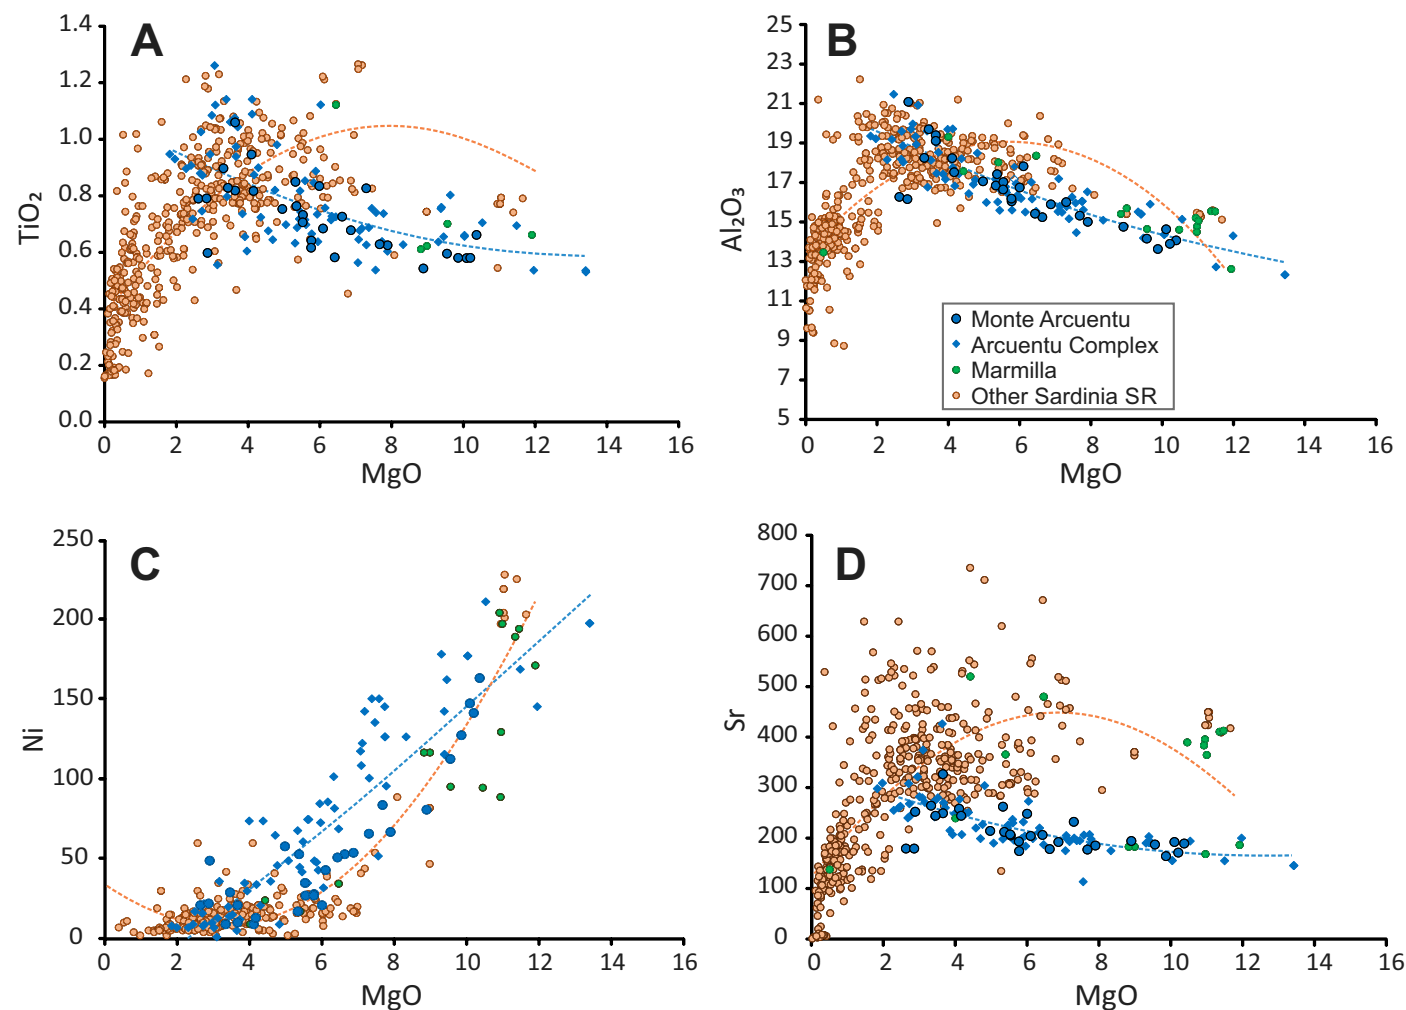 A
1.4
1.2
1.0
0.8
0.6
0.4
0.2
0.0
TiO₂
0 2 4 6 8 10 12 14 16
MgO
B
25
23
21
19
17
15
13
11
9
7
5
Al₂O₃
Monte Arcuentu
Arcuentu Complex
Marmilla
Other Sardinia SR
0 2 4 6 8 10 12 14 16
MgO
C
250
200
150
100
50
0
Ni
0 2 4 6 8 10 12 14 16
MgO
D
800
700
600
500
400
300
200
100
0
Sr
0 2 4 6 8 10 12 14 16
MgO